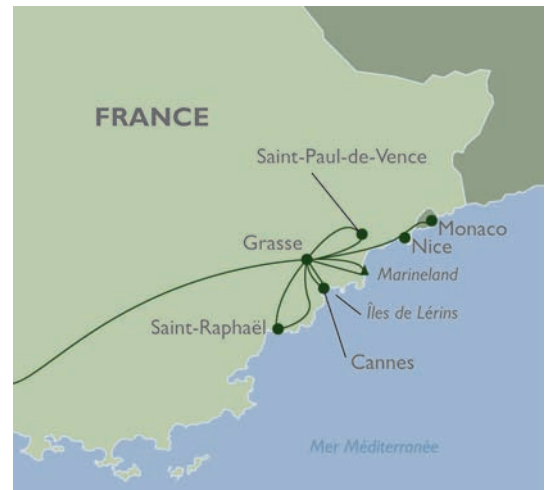 FRANCE
Saint-Paul-de-Vence
Grasse
Monaco
Nice
Marineland
Îles de Lérins
Saint-Raphaël
Cannes
Mer Méditerranée